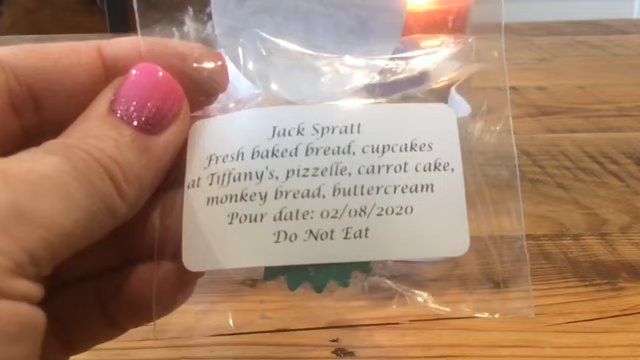 Jack Spratt
Fresh baked bread, cupcakes
at Tiffany's, pizzelle, carrot cake,
monkey bread, buttercream
Pour date: 02/08/2020
Do Not Eat